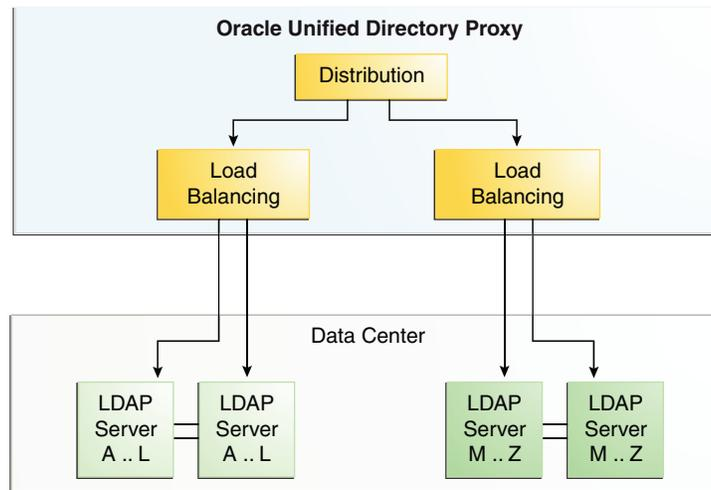 Oracle Unified Directory Proxy
Distribution
Load
Balancing
Load
Balancing
Data Center
LDAP
Server
A .. L
LDAP
Server
A .. L
LDAP
Server
M .. Z
LDAP
Server
M .. Z